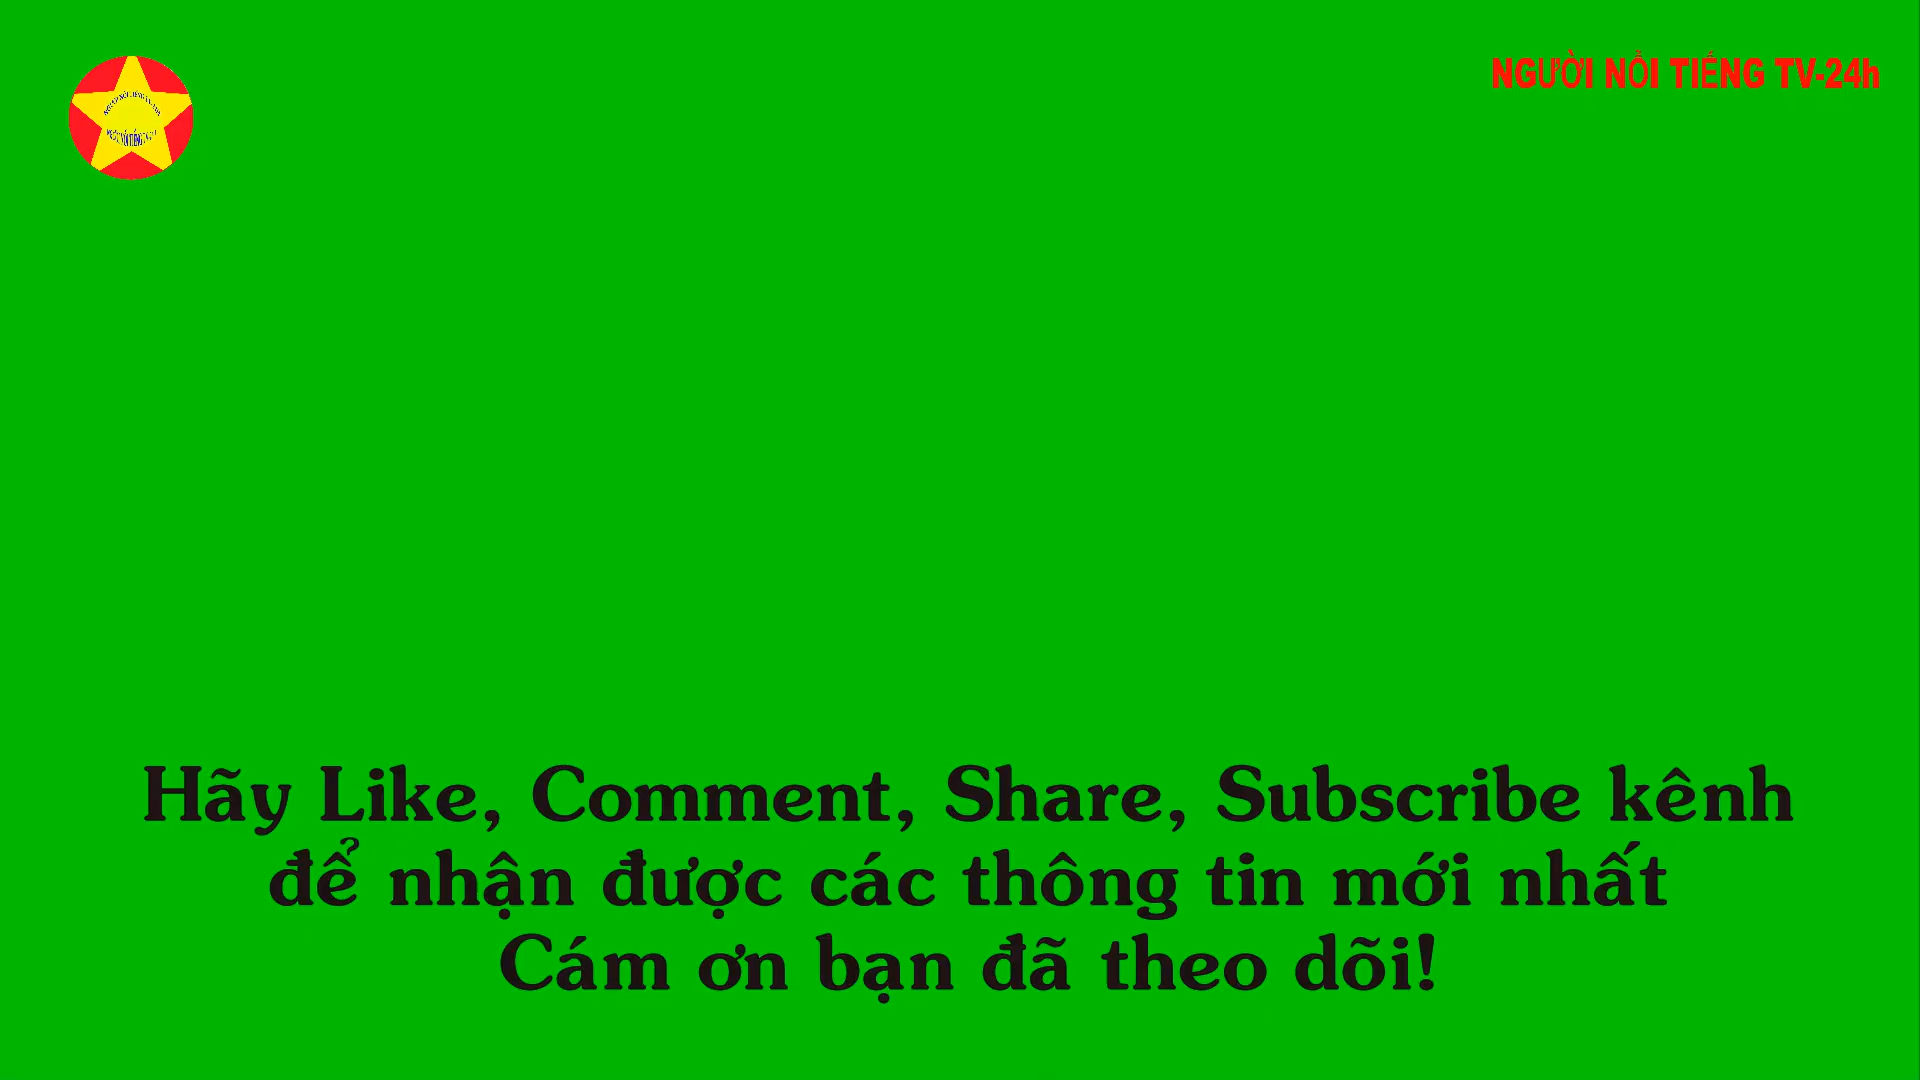 NGƯỜI NỔI TIẾNG TV-24h
Hãy Like, Comment, Share, Subscribe kênh
để nhận được các thông tin mới nhất
Cám ơn bạn đã theo dõi!